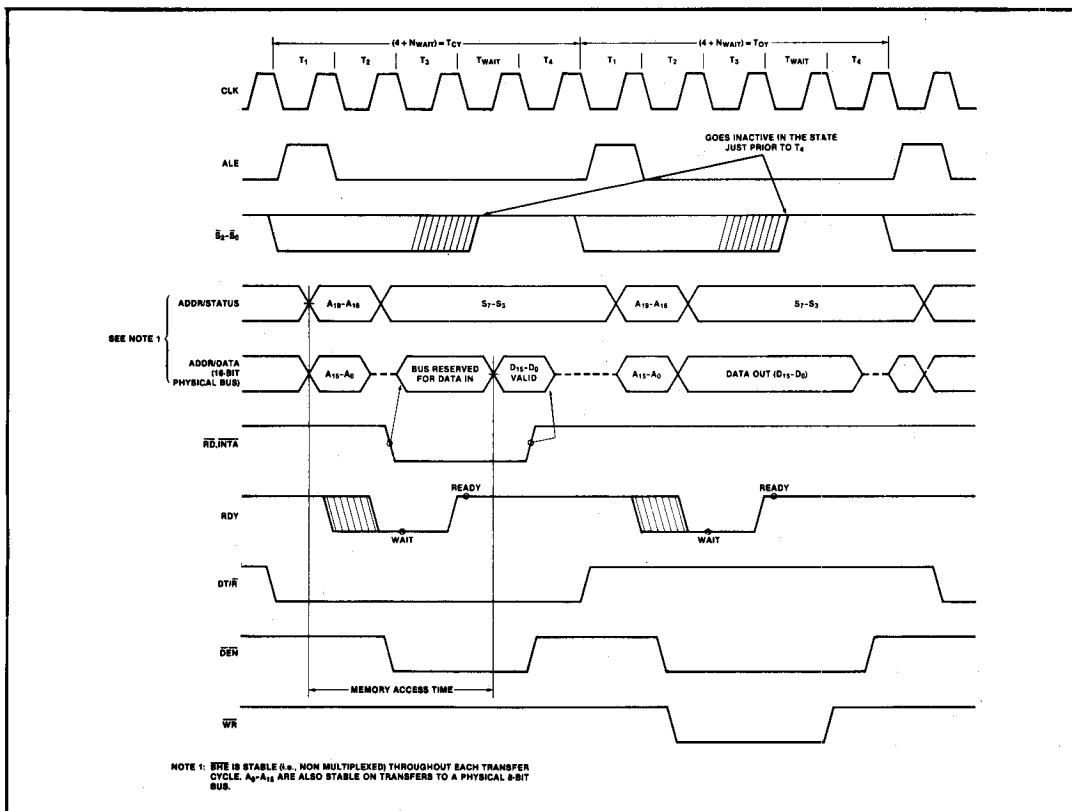 (4 + NWAIT) = TCY (4 + NWAIT) = TCY
T1 T2 T3 TWAIT T4 T1 T2 T3 TWAIT T4
CLK
GOES INACTIVE IN THE STATE
JUST PRIOR TO T4
ALE
S̅2-S̅0
ADDR/STATUS A19-A16 S7-S3 A19-A16 S7-S3
SEE NOTE 1
ADDR/DATA
(16-BIT
PHYSICAL BUS)
A15-A0 BUS RESERVED
FOR DATA IN
D15-D0
VALID
A15-A0 DATA OUT (D15-D0)
R̅D̅,I̅N̅T̅A̅
READY READY
RDY
WAIT WAIT
DT/R̅
D̅E̅N̅
MEMORY ACCESS TIME
W̅R̅
NOTE 1: B̅H̅E̅ IS STABLE (i.e., NON MULTIPLEXED) THROUGHOUT EACH TRANSFER
CYCLE. A8-A15 ARE ALSO STABLE ON TRANSFERS TO A PHYSICAL 8-BIT
BUS.